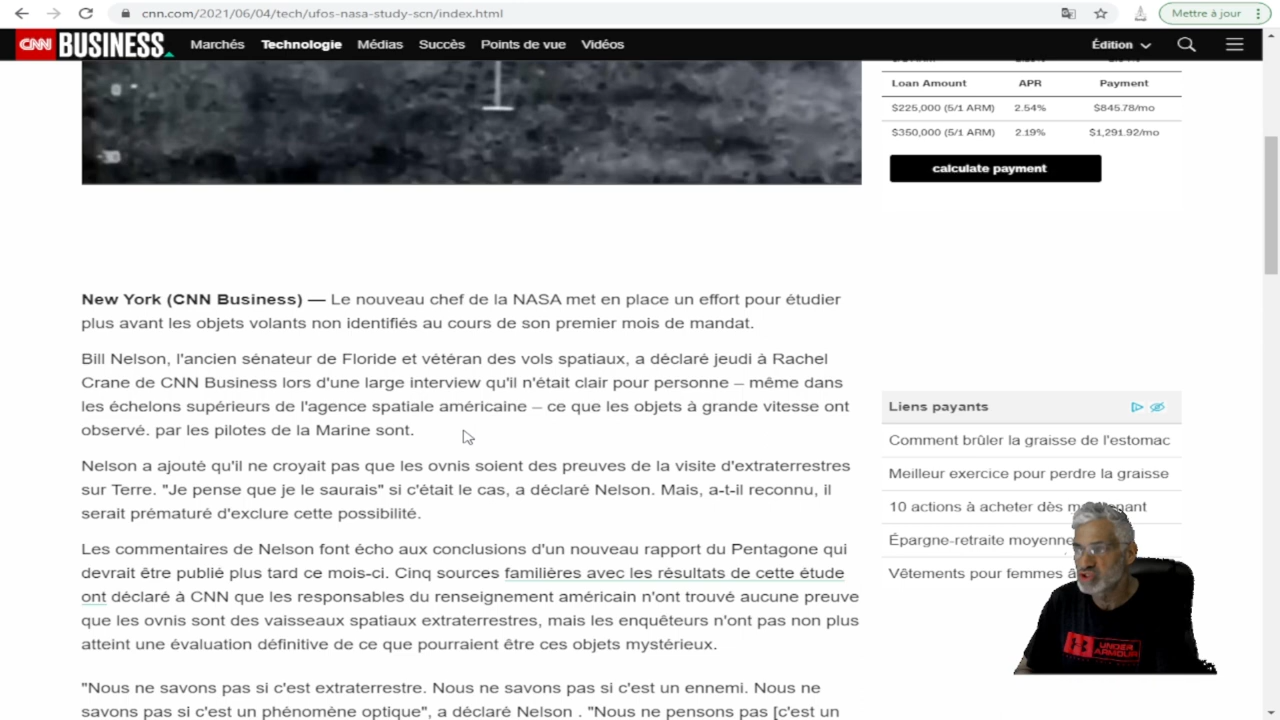 cnn.com/2021/06/04/tech/ufos-nasa-study-scn/index.html
Mettre à jour
CNN BUSINESS
Marchés
Technologie
Médias
Succès
Points de vue
Vidéos
Édition
Loan Amount APR Payment
$225,000 (5/1 ARM) 2.54% $845.78/mo
$350,000 (5/1 ARM) 2.19% $1,291.92/mo
calculate payment
New York (CNN Business) — Le nouveau chef de la NASA met en place un effort pour étudier
plus avant les objets volants non identifiés au cours de son premier mois de mandat.
Bill Nelson, l'ancien sénateur de Floride et vétéran des vols spatiaux, a déclaré jeudi à Rachel
Crane de CNN Business lors d'une large interview qu'il n'était clair pour personne – même dans
les échelons supérieurs de l'agence spatiale américaine – ce que les objets à grande vitesse ont
observé. par les pilotes de la Marine sont.
Nelson a ajouté qu'il ne croyait pas que les ovnis soient des preuves de la visite d'extraterrestres
sur Terre. "Je pense que je le saurais" si c'était le cas, a déclaré Nelson. Mais, a-t-il reconnu, il
serait prématuré d'exclure cette possibilité.
Les commentaires de Nelson font écho aux conclusions d'un nouveau rapport du Pentagone qui
devrait être publié plus tard ce mois-ci. Cinq sources familières avec les résultats de cette étude
ont déclaré à CNN que les responsables du renseignement américain n'ont trouvé aucune preuve
que les ovnis sont des vaisseaux spatiaux extraterrestres, mais les enquêteurs n'ont pas non plus
atteint une évaluation définitive de ce que pourraient être ces objets mystérieux.
"Nous ne savons pas si c'est extraterrestre. Nous ne savons pas si c'est un ennemi. Nous ne
savons pas si c'est un phénomène optique", a déclaré Nelson . "Nous ne pensons pas [c'est un
Liens payants
Comment brûler la graisse de l'estomac
Meilleur exercice pour perdre la graisse
10 actions à acheter dès
Épargne-retraite moyenne
Vêtements pour femmes
UNDER
ARMOUR